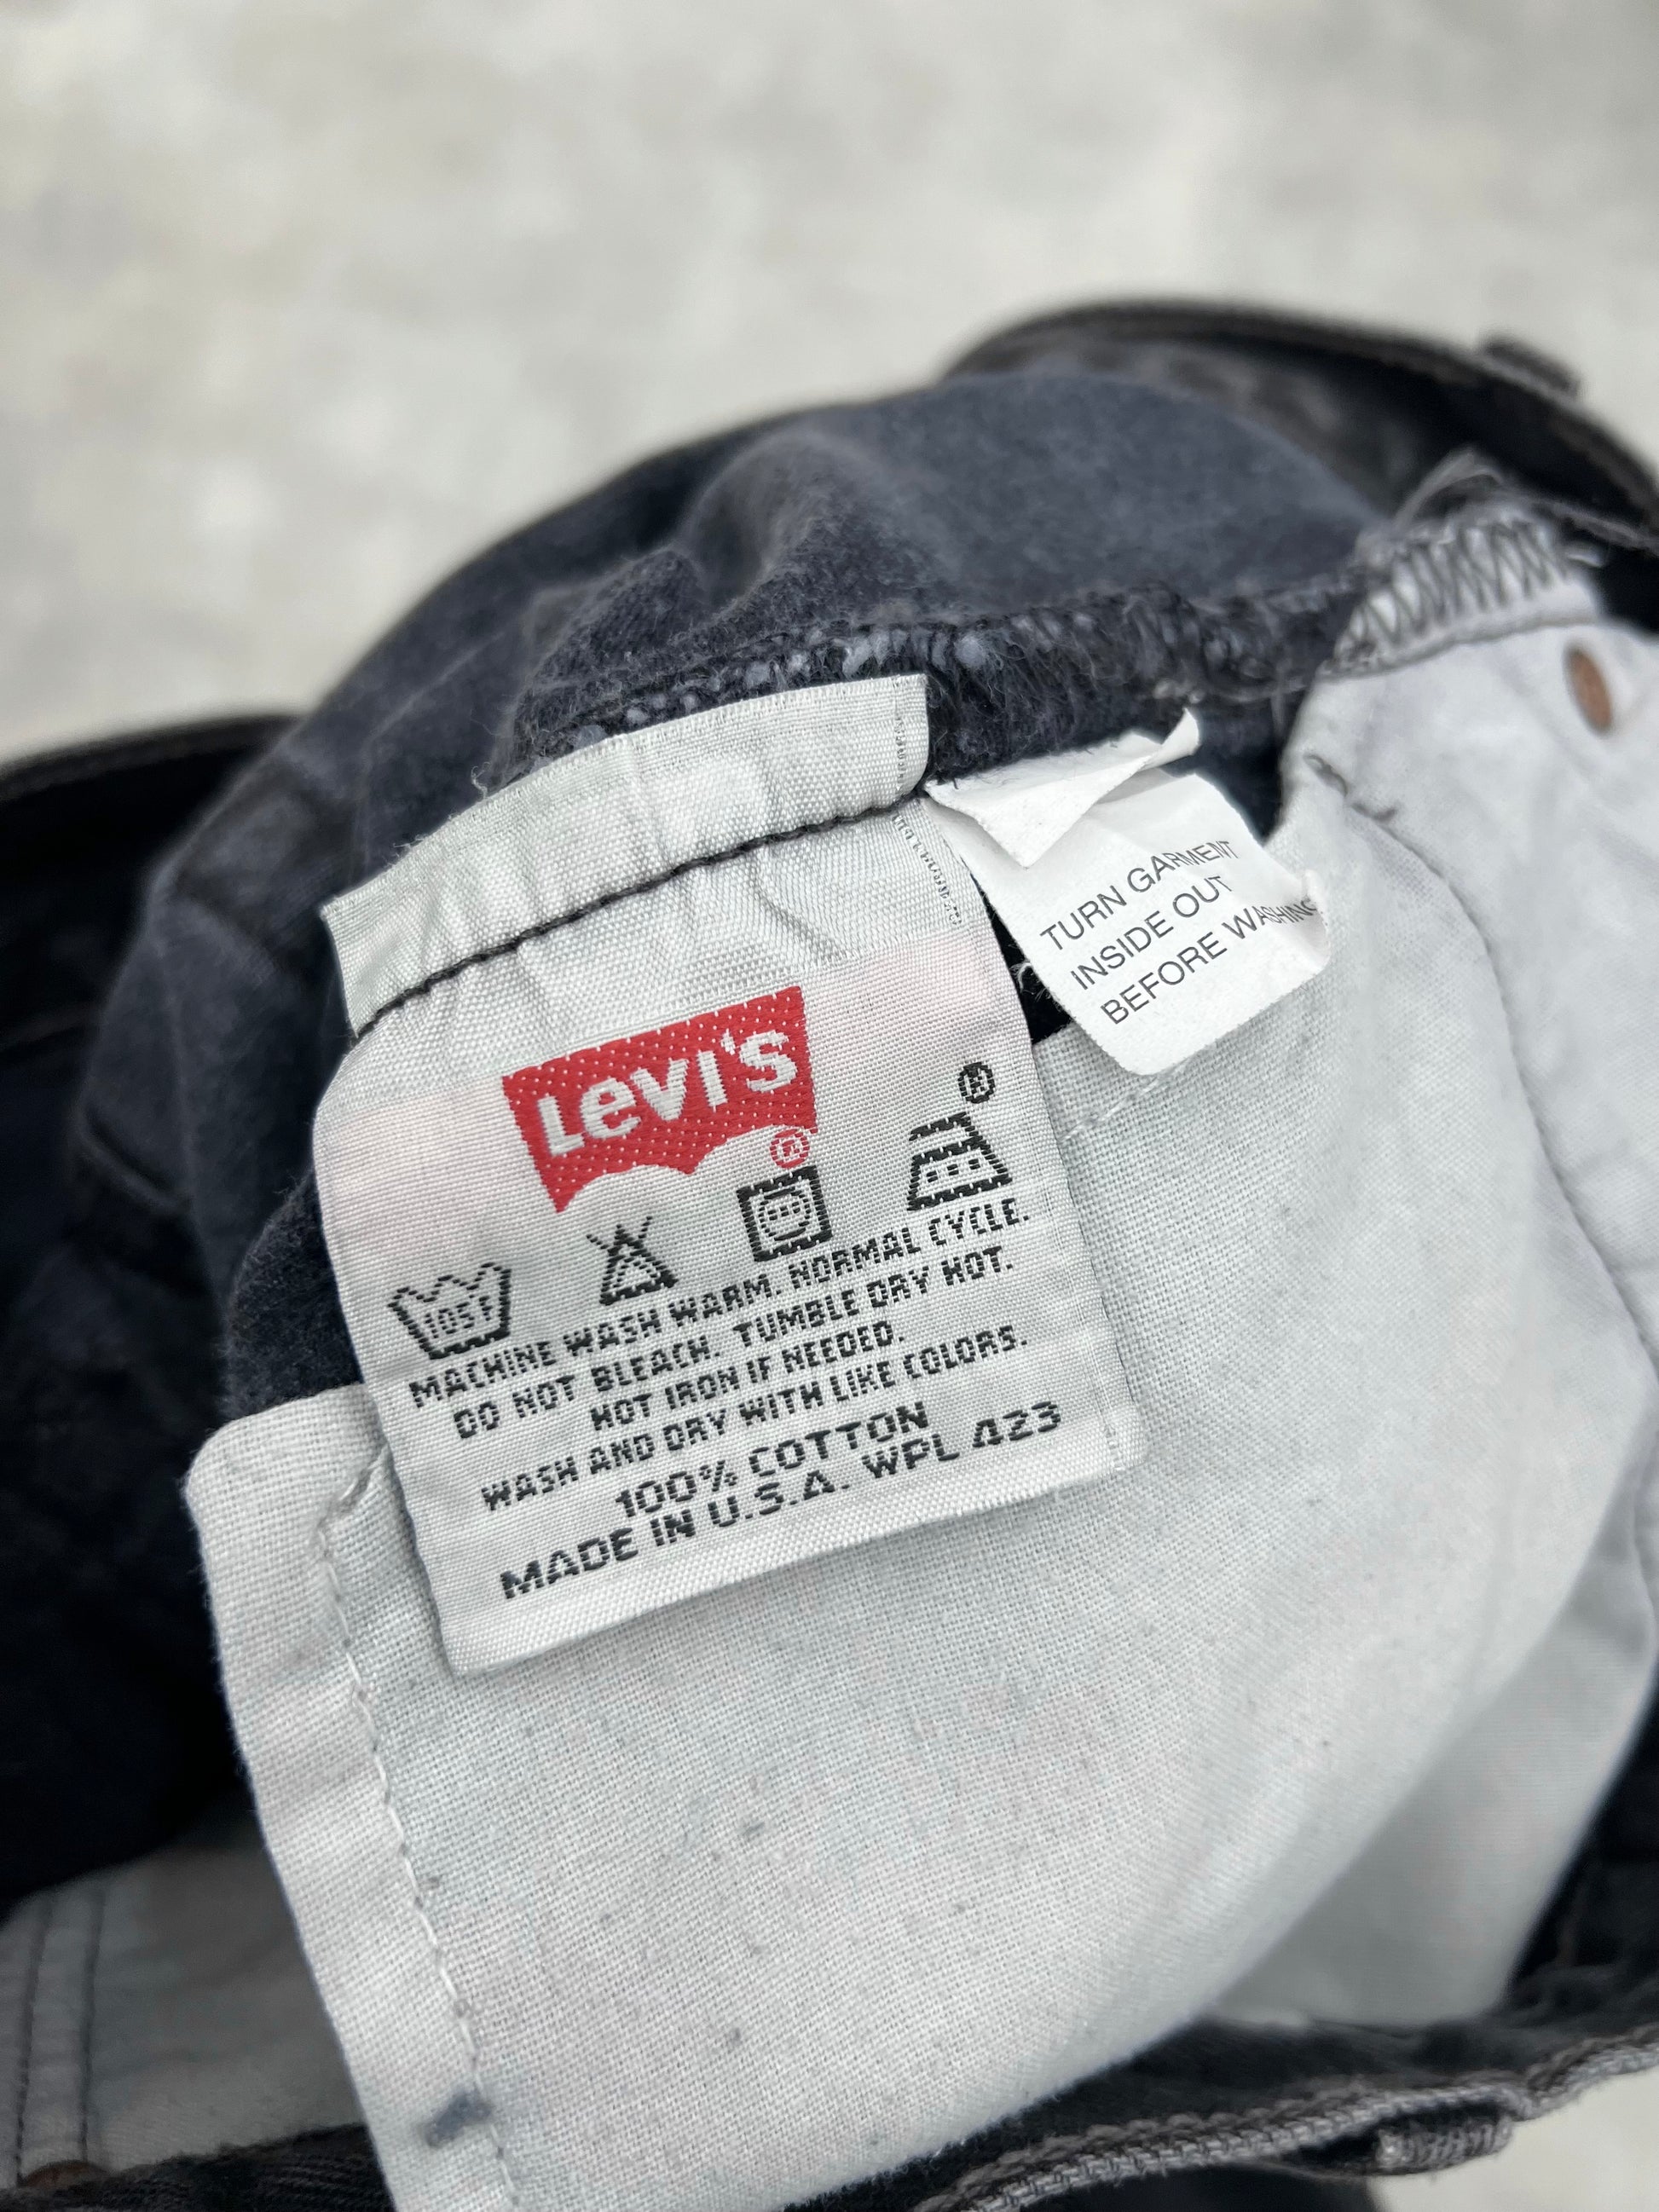 Levi's
®
®
105F
MACHINE WASH WARM. NORMAL CYCLE.
DO NOT BLEACH. TUMBLE DRY HOT.
HOT IRON IF NEEDED.
WASH AND DRY WITH LIKE COLORS.
100% COTTON
MADE IN U.S.A. WPL 423
TURN GARMENT
INSIDE OUT
BEFORE WASHING